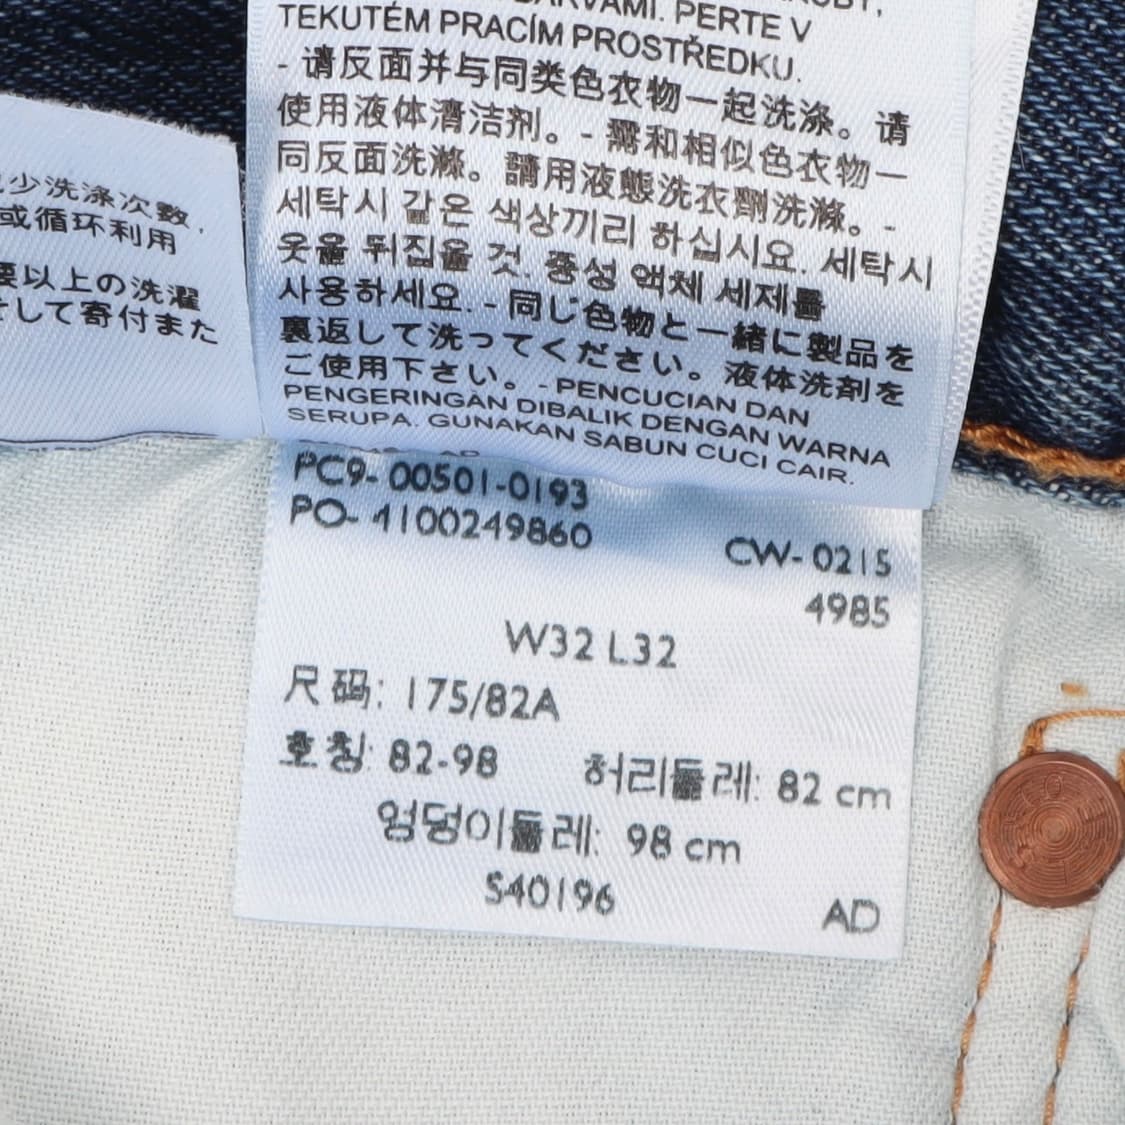 少洗涤次数,
或循环利用
要以上の洗濯
して寄付また
BARVAMI. PERTE V
TEKUTÉM PRACÍM PROSTŘEDKU.
- 请反面并与同类色衣物一起洗涤。请
使用液体清洁剂。- 需和相似色衣物一
同反面洗滌。請用液態洗衣劑洗滌。-
세탁시 같은 색상끼리 하십시요. 세탁시
옷을 뒤집을 것. 중성 액체 세제를
사용하세요. - 同じ色物と一緒に製品を
裏返して洗ってください。液体洗剤を
ご使用下さい。- PENCUCIAN DAN
PENGERINGAN DIBALIK DENGAN WARNA
SERUPA. GUNAKAN SABUN CUCI CAIR.
PC9- 00501-0193
PO- 4100249860
CW- 0215
4985
W32 L32
尺码: 175/82A
호칭: 82-98 허리둘레: 82 cm
엉덩이둘레: 98 cm
S40196
AD